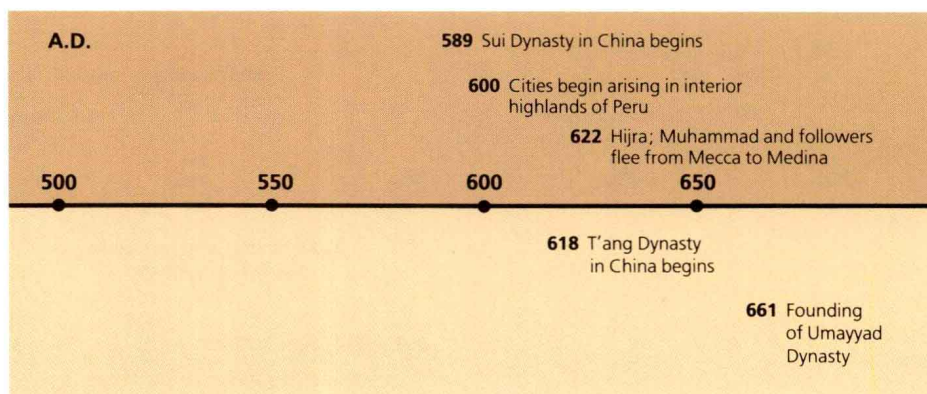 A.D.
589 Sui Dynasty in China begins
600 Cities begin arising in interior
highlands of Peru
622 Hijra; Muhammad and followers
flee from Mecca to Medina
500 550 600 650
618 T'ang Dynasty
in China begins
661 Founding
of Umayyad
Dynasty